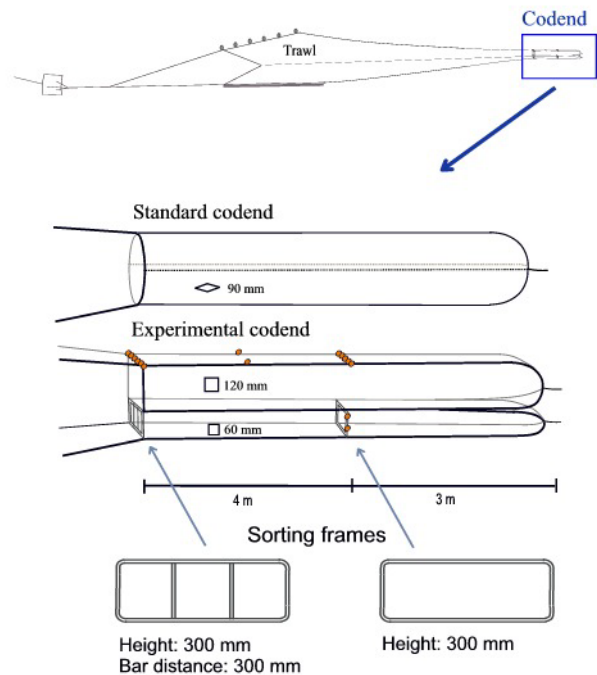 Codend
Trawl
Standard codend
90 mm
Experimental codend
120 mm
60 mm
4 m
3 m
Sorting frames
Height: 300 mm
Bar distance: 300 mm
Height: 300 mm